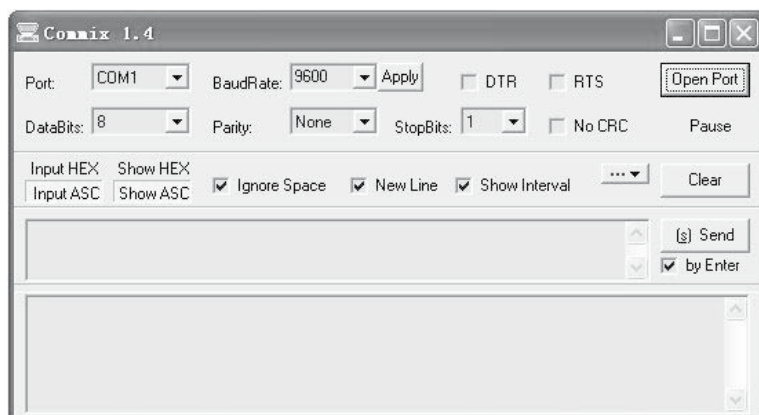 Commix 1.4
Port: COM1 BaudRate: 9600 Apply DTR RTS Open Port
DataBits: 8 Parity: None StopBits: 1 No CRC Pause
Input HEX Show HEX
Input ASC Show ASC Ignore Space New Line Show Interval ... Clear
(s) Send
by Enter